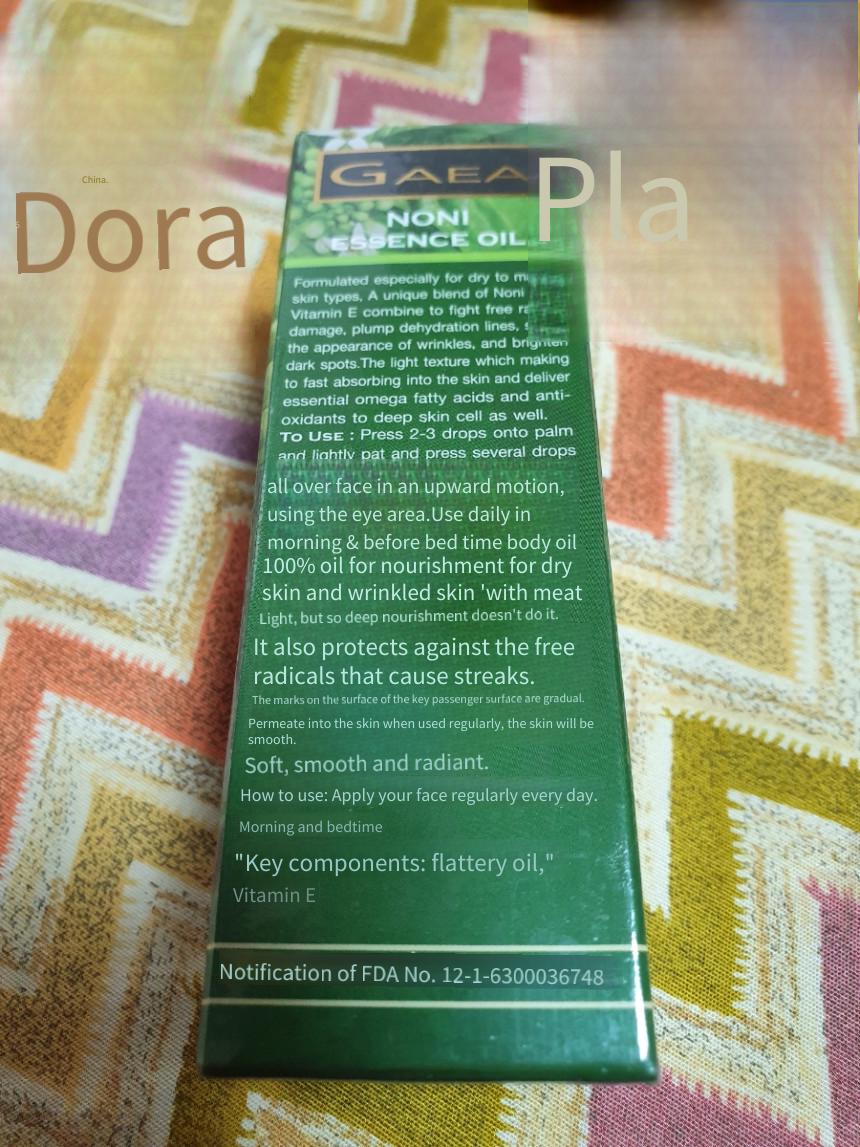 China.
Dora
Pla
GAEA
NONI
ESSENCE OIL
Formulated especially for dry to
skin types, A unique blend of Noni
Vitamin E combine to fight free
damage, plump dehydration lines,
the appearance of wrinkles, and brighten
dark spots.The light texture which making
to fast absorbing into the skin and deliver
essential omega fatty acids and anti-
oxidants to deep skin cell as well.
To Use : Press 2-3 drops onto palm
and lightly pat and press several drops
all over face in an upward motion,
using the eye area.Use daily in
morning & before bed time body oil
100% oil for nourishment for dry
skin and wrinkled skin 'with meat
Light, but so deep nourishment doesn't do it.
It also protects against the free
radicals that cause streaks.
The marks on the surface of the key passenger surface are gradual.
Permeate into the skin when used regularly, the skin will be
smooth.
Soft, smooth and radiant.
How to use: Apply your face regularly every day.
Morning and bedtime
"Key components: flattery oil,"
Vitamin E
Notification of FDA No. 12-1-6300036748